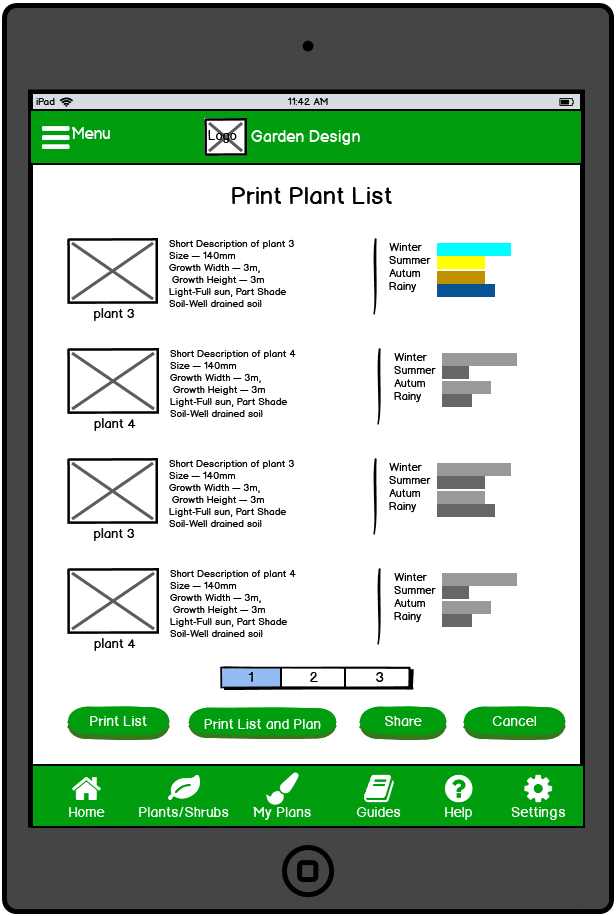 iPad
11:42 AM
Menu
Logo
Garden Design
Print Plant List
Short Description of plant 3
Size — 140mm
Growth Width — 3m,
Growth Height — 3m
Light-Full sun, Part Shade
Soil-Well drained soil
plant 3
Winter
Summer
Autum
Rainy
Short Description of plant 4
Size — 140mm
Growth Width — 3m,
Growth Height — 3m
Light-Full sun, Part Shade
Soil-Well drained soil
plant 4
Winter
Summer
Autum
Rainy
Short Description of plant 3
Size — 140mm
Growth Width — 3m,
Growth Height — 3m
Light-Full sun, Part Shade
Soil-Well drained soil
plant 3
Winter
Summer
Autum
Rainy
Short Description of plant 4
Size — 140mm
Growth Width — 3m,
Growth Height — 3m
Light-Full sun, Part Shade
Soil-Well drained soil
plant 4
Winter
Summer
Autum
Rainy
1 2 3
Print List
Print List and Plan
Share
Cancel
Home
Plants/Shrubs
My Plans
Guides
Help
Settings